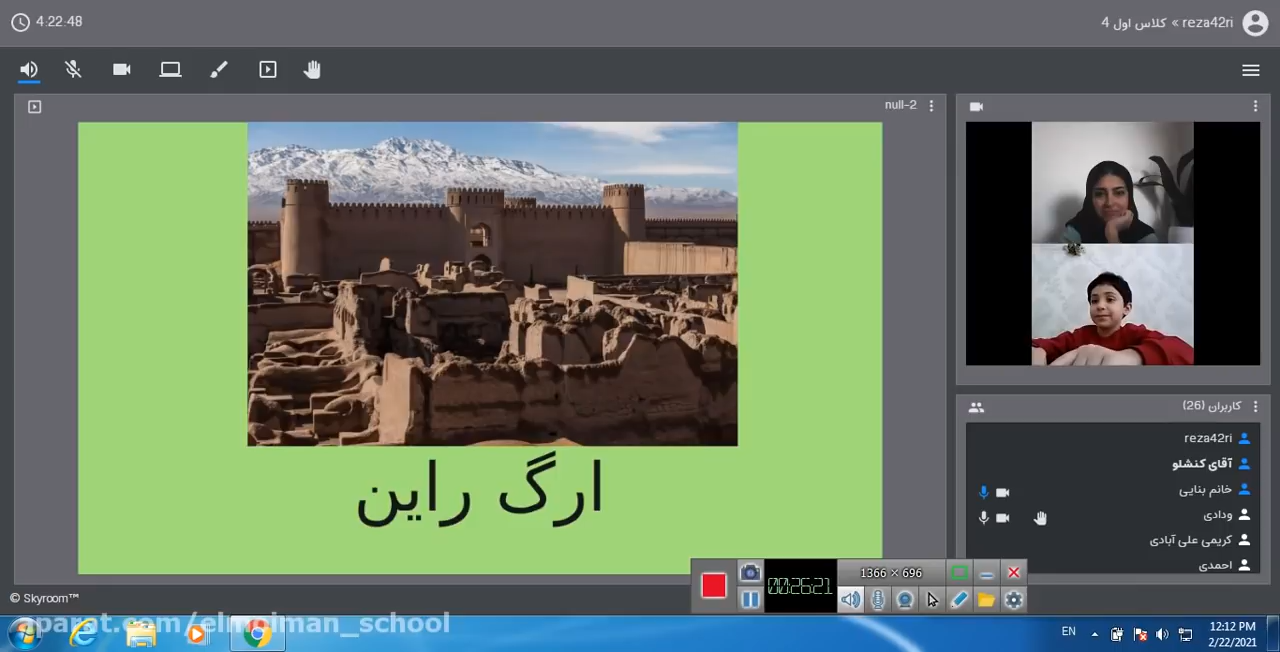 4:22:48
reza42ri » کلاس اول 4
null-2
ارگ راین
کاربران (26)
reza42ri
آقای کنشلو
خانم بنایی
ودادی
کریمی علی آبادی
احمدی
© Skyroom™
00:26:21
1366 × 696
aparat.com/elmoiman_school
EN
12:12 PM
2/22/2021